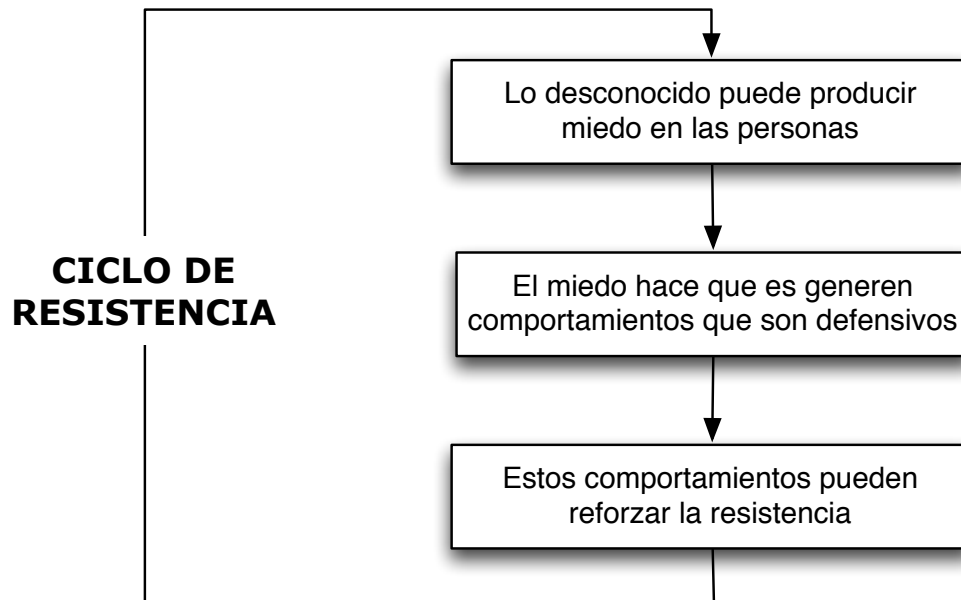 Lo desconocido puede producir
miedo en las personas
CICLO DE
RESISTENCIA
El miedo hace que es generen
comportamientos que son defensivos
Estos comportamientos pueden
reforzar la resistencia